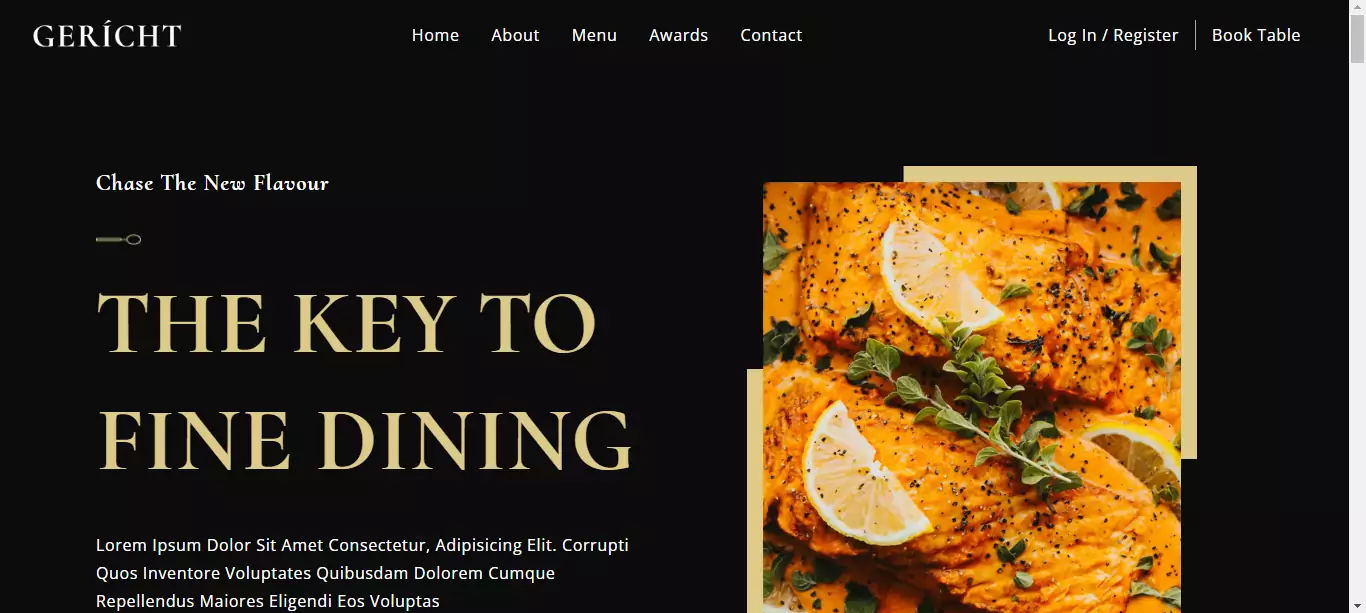 GERÍCHT
Home About Menu Awards Contact
Log In / Register Book Table
Chase The New Flavour
THE KEY TO
FINE DINING
Lorem Ipsum Dolor Sit Amet Consectetur, Adipisicing Elit. Corrupti
Quos Inventore Voluptates Quibusdam Dolorem Cumque
Repellendus Maiores Eligendi Eos Voluptas